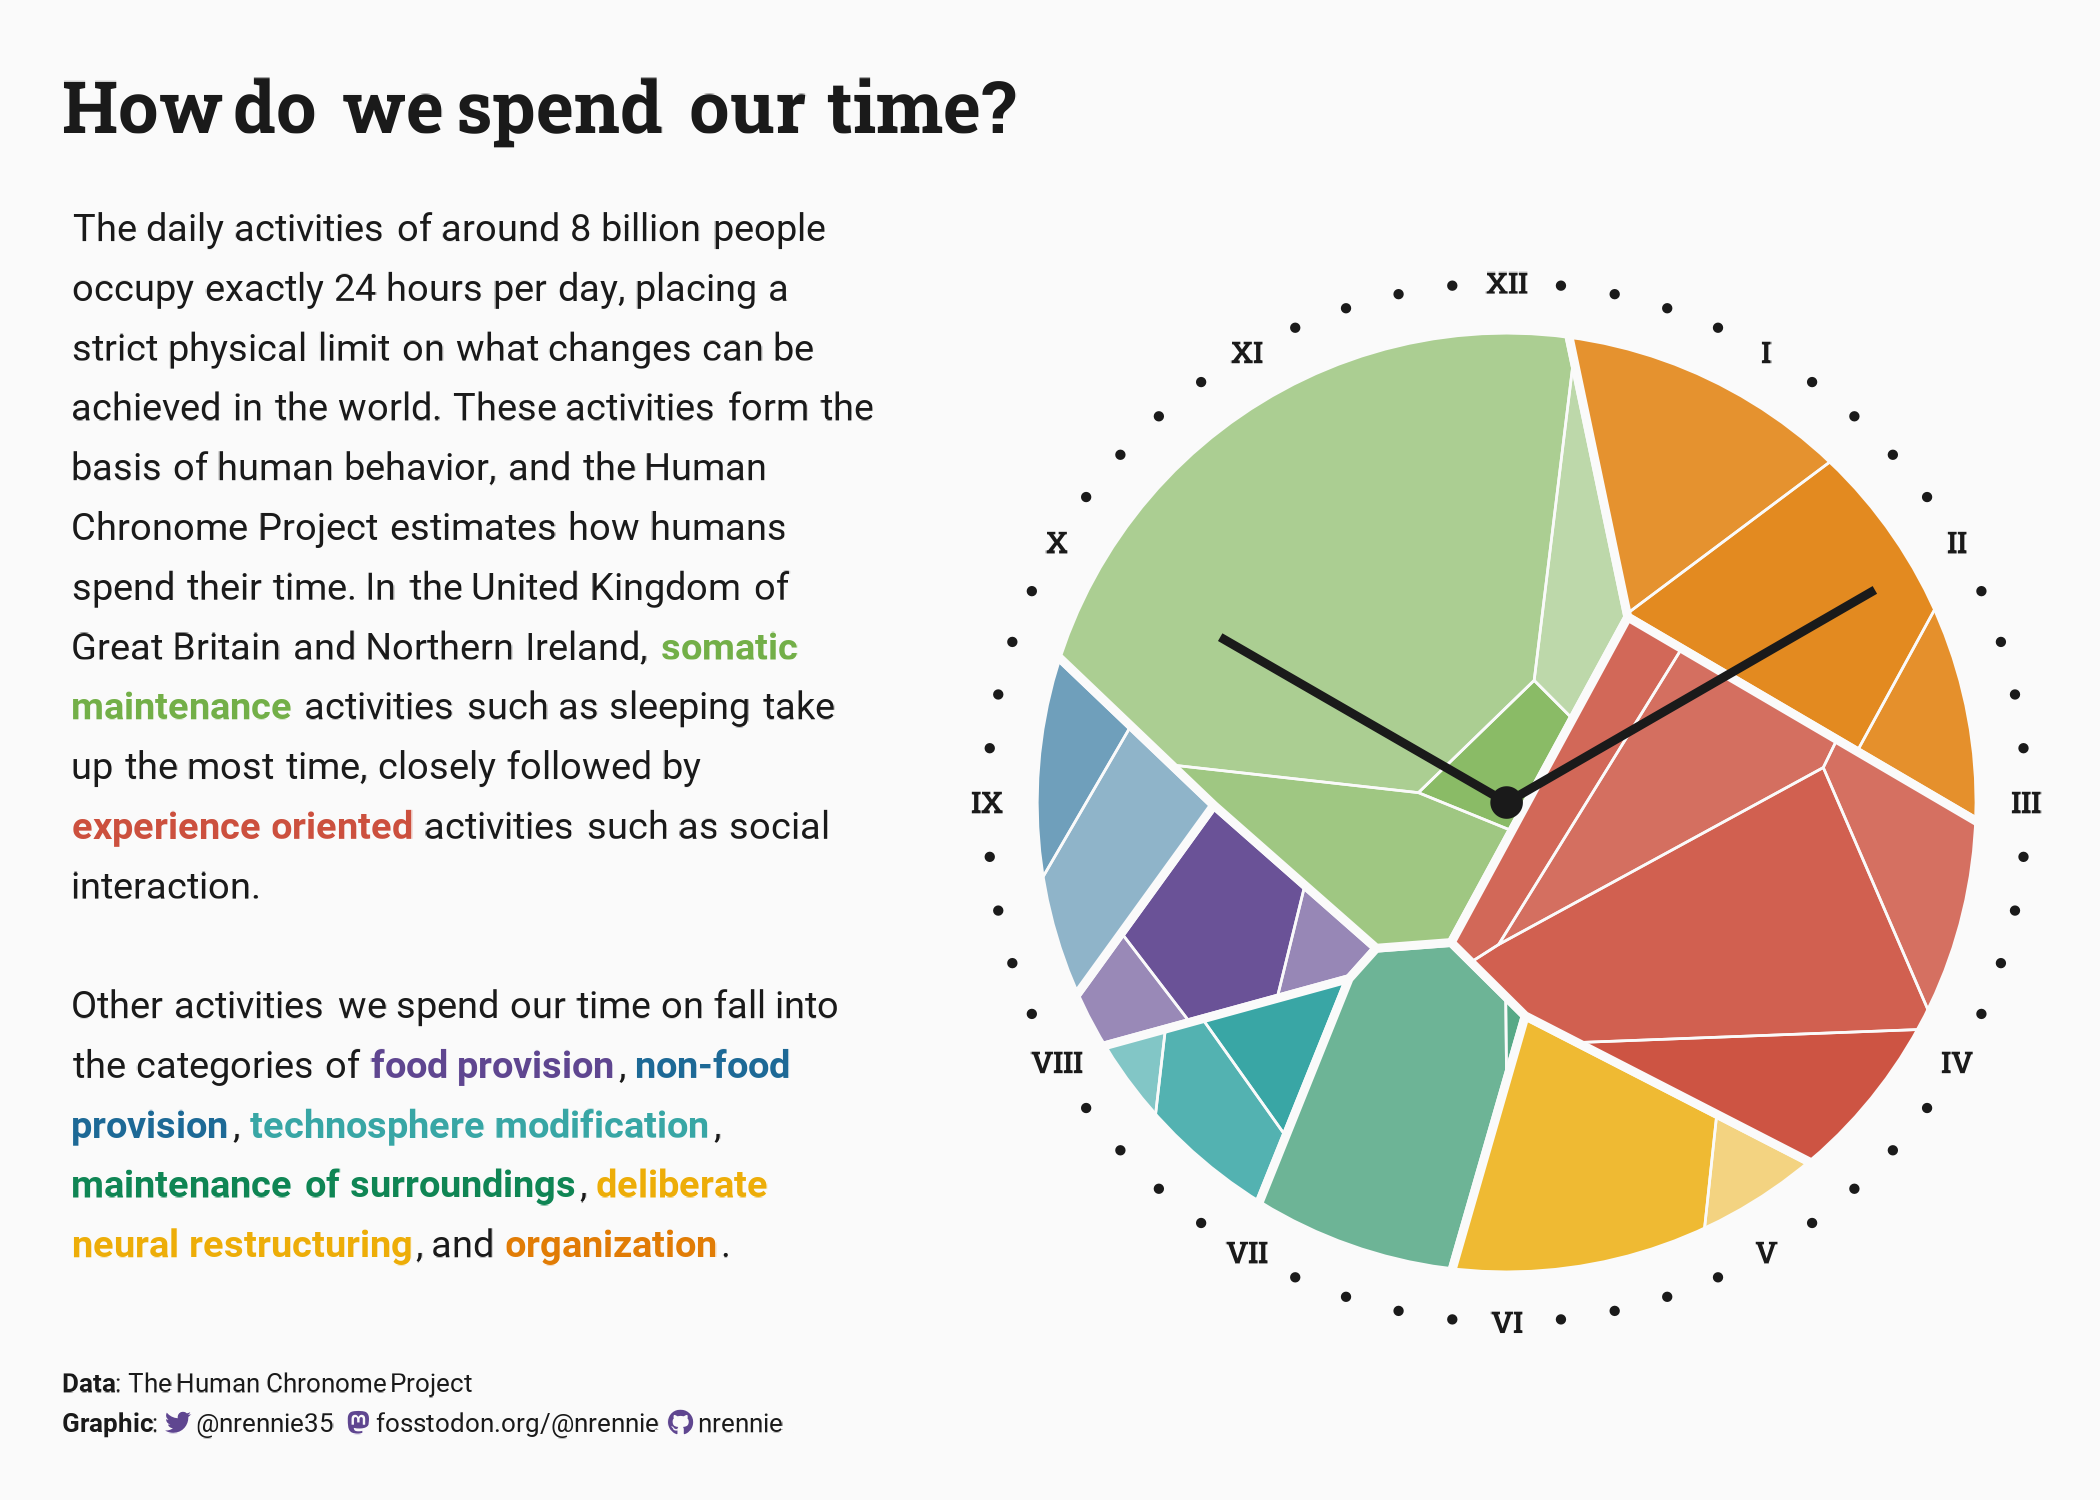 How do we spend our time?
The daily activities of around 8 billion people
occupy exactly 24 hours per day, placing a
strict physical limit on what changes can be
achieved in the world. These activities form the
basis of human behavior, and the Human
Chronome Project estimates how humans
spend their time. In the United Kingdom of
Great Britain and Northern Ireland, somatic
maintenance activities such as sleeping take
up the most time, closely followed by
experience oriented activities such as social
interaction.
Other activities we spend our time on fall into
the categories of food provision, non-food
provision, technosphere modification,
maintenance of surroundings, deliberate
neural restructuring, and organization.
Data: The Human Chronome Project
Graphic: @nrennie35 fosstodon.org/@nrennie nrennie
XII
I
II
III
IV
V
VI
VII
VIII
IX
X
XI